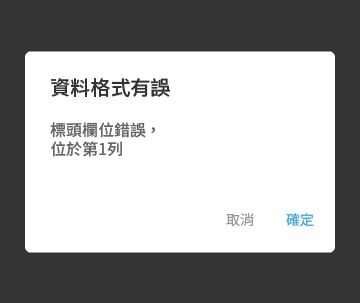 資料格式有誤
標頭欄位錯誤，
位於第1列
取消
確定